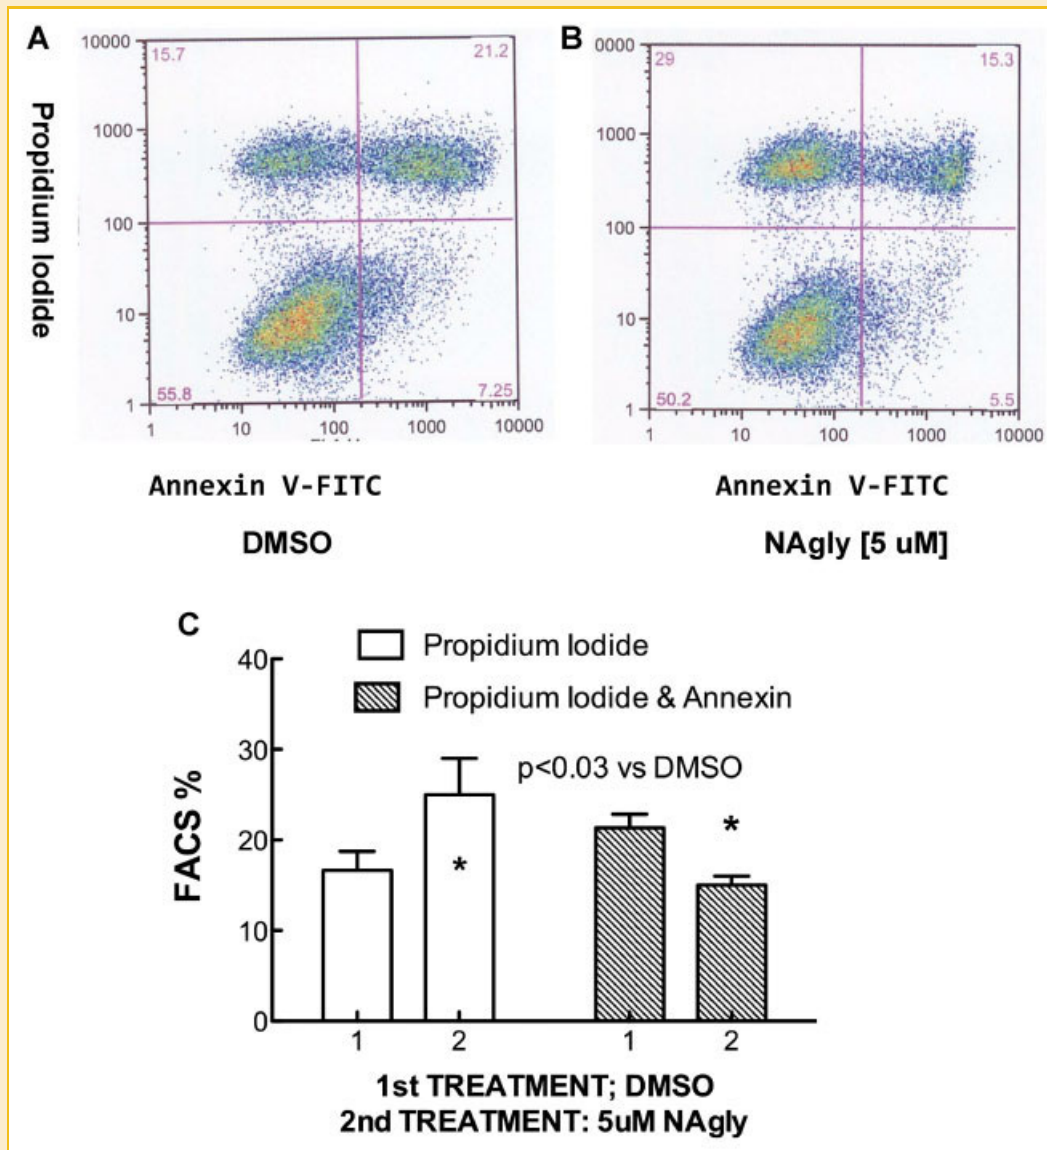 A
10000
15.7
21.2
1000
100
10
55.8
7.25
1
1
10
100
1000
10000
Propidium Iodide
Annexin V-FITC
DMSO
B
0000
29
15.3
1000
100
10
50.2
5.5
1
1
10
100
1000
10000
Annexin V-FITC
NAgly [5 uM]
C
Propidium Iodide
Propidium Iodide & Annexin
p<0.03 vs DMSO
40
30
20
10
0
FACS %
*
*
1
2
1
2
1st TREATMENT; DMSO
2nd TREATMENT: 5uM NAgly